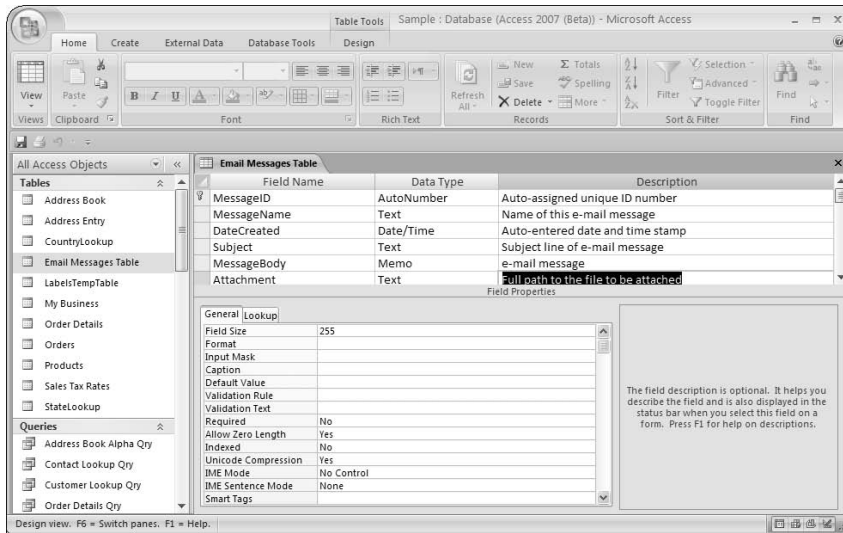 Table Tools Sample : Database (Access 2007 (Beta)) - Microsoft Access
Home Create External Data Database Tools Design
View Paste B I U A ab Refresh All New Save Delete More Σ Totals Spelling Filter Selection Advanced Toggle Filter Find
Views Clipboard Font Rich Text Records Sort & Filter Find
All Access Objects
Email Messages Table
Tables
Address Book
Address Entry
CountryLookup
Email Messages Table
LabelsTempTable
My Business
Order Details
Orders
Products
Sales Tax Rates
StateLookup
Queries
Address Book Alpha Qry
Contact Lookup Qry
Customer Lookup Qry
Order Details Qry
Field Name Data Type Description
MessageID AutoNumber Auto-assigned unique ID number
MessageName Text Name of this e-mail message
DateCreated Date/Time Auto-entered date and time stamp
Subject Text Subject line of e-mail message
MessageBody Memo e-mail message
Attachment Text Full path to the file to be attached
Field Properties
General Lookup
Field Size 255
Format
Input Mask
Caption
Default Value
Validation Rule
Validation Text
Required No
Allow Zero Length Yes
Indexed No
Unicode Compression Yes
IME Mode No Control
IME Sentence Mode None
Smart Tags
The field description is optional. It helps you
describe the field and is also displayed in the
status bar when you select this field on a
form. Press F1 for help on descriptions.
Design view. F6 = Switch panes. F1 = Help.